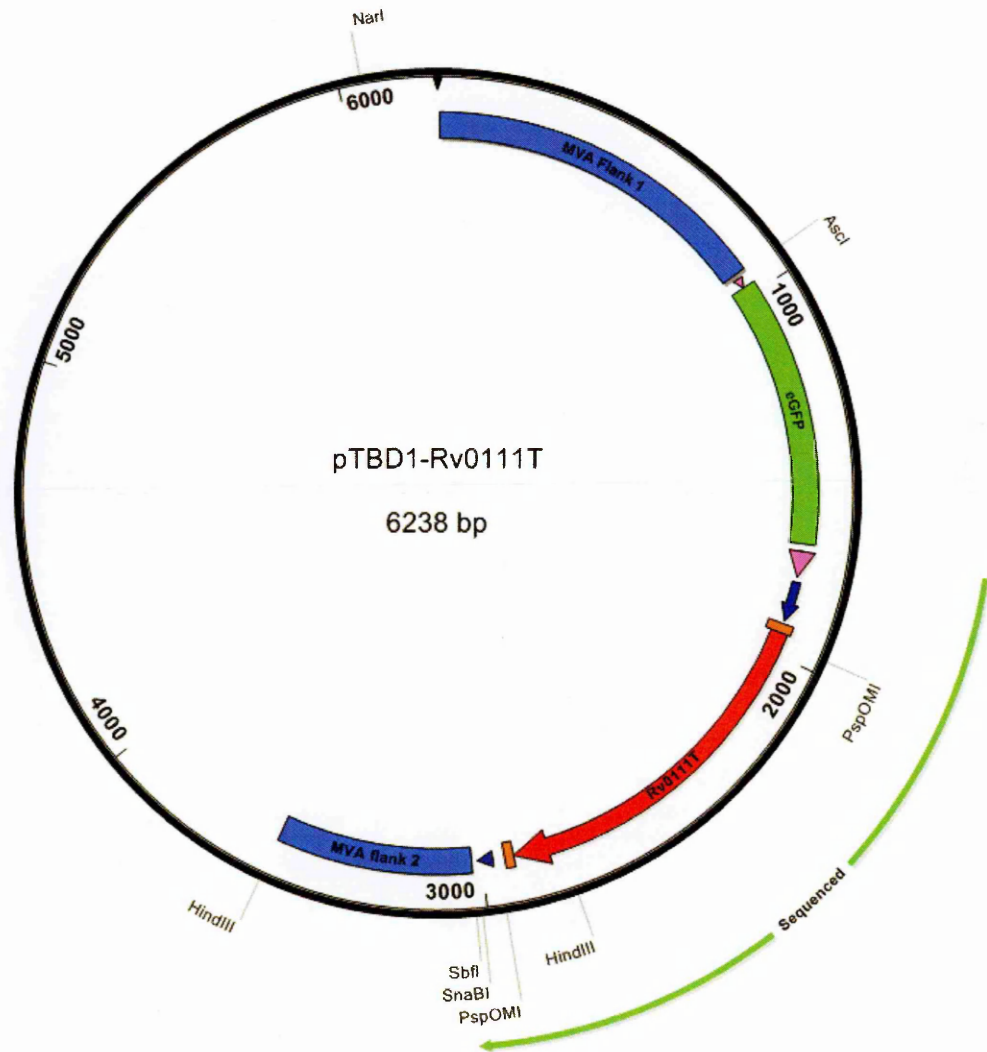 NarI
6000
MVA Flank 1
AscI
1000
5000
eGFP
pTBD1-Rv0111T
6238 bp
2000
PspOMI
4000
Rv0111T
MVA flank 2
3000
Sequenced
HindIII
HindIII
SbfI
SnaBI
PspOMI